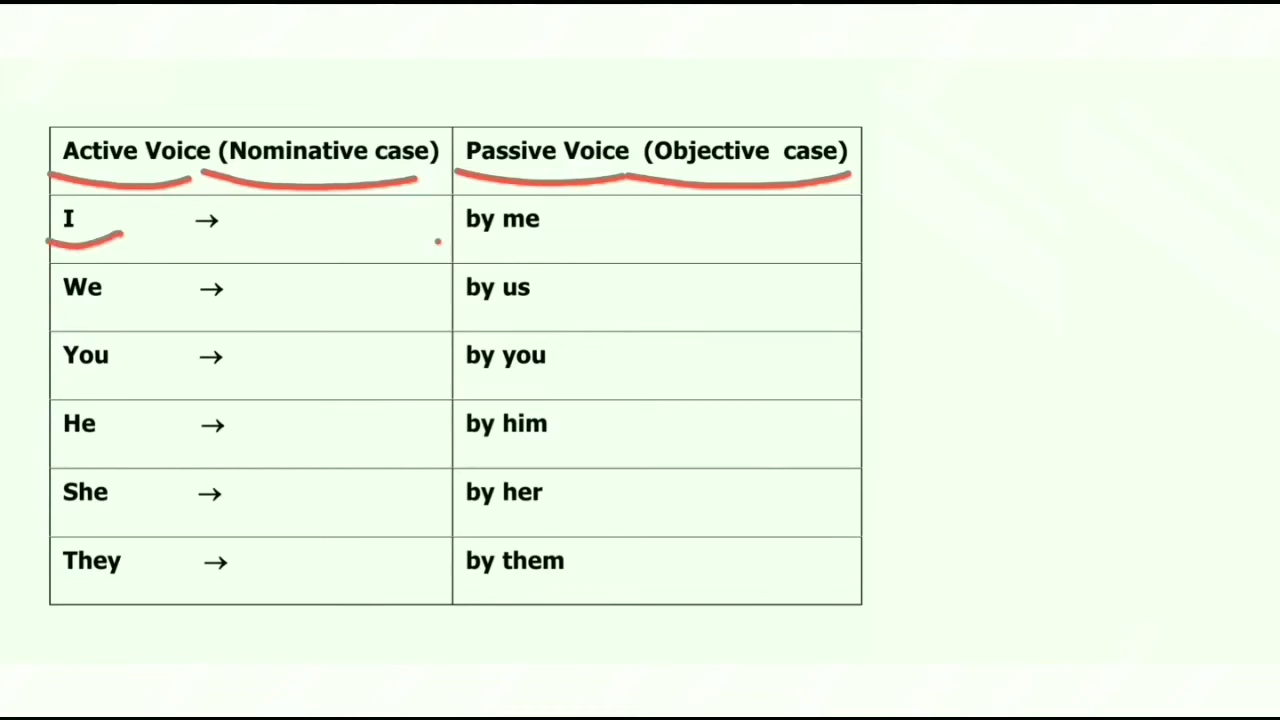 Active Voice (Nominative case) Passive Voice (Objective case)
I → by me
We → by us
You → by you
He → by him
She → by her
They → by them